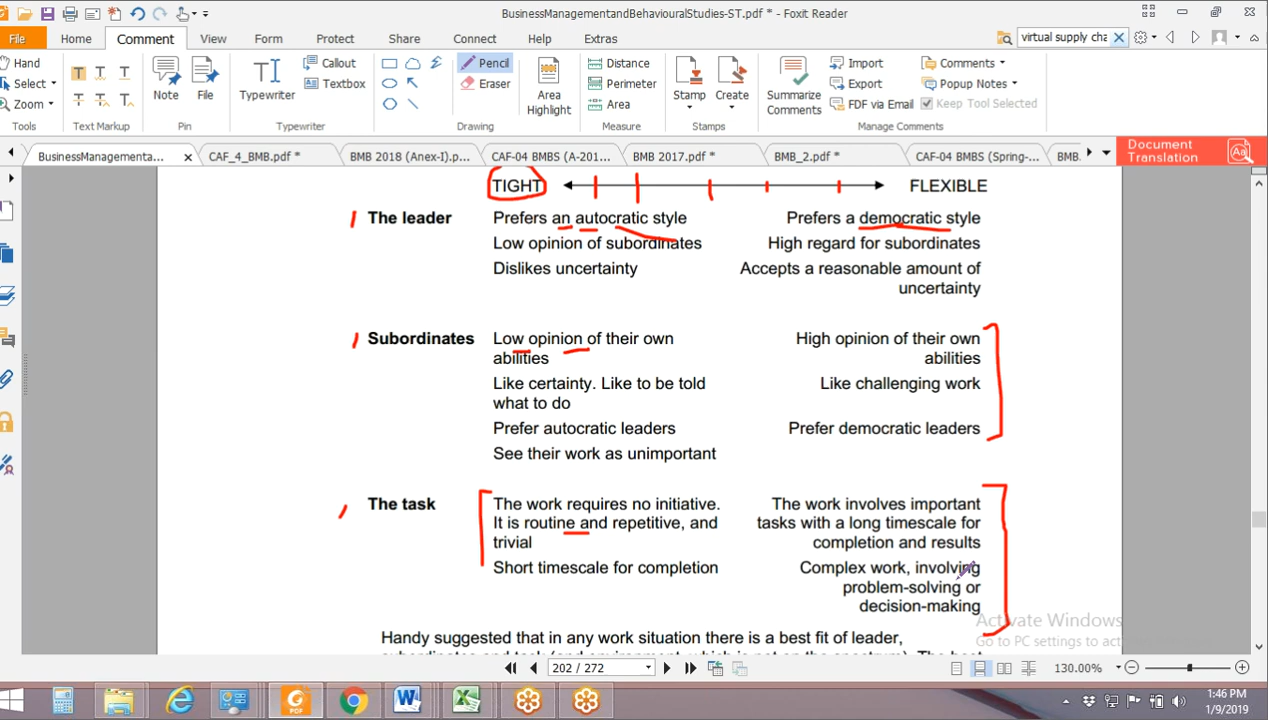 BusinessManagementandBehaviouralStudies-ST.pdf * - Foxit Reader
File Home Comment View Form Protect Share Connect Help Extras virtual supply cha
Hand
Select
Zoom
Tools
Text Markup
Note
File
Pin
Typewriter
Callout
Textbox
Typewriter
Pencil
Eraser
Area Highlight
Drawing
Distance
Perimeter
Area
Measure
Stamp
Create
Stamps
Summarize Comments
Import
Export
FDF via Email
Comments
Popup Notes
Keep Tool Selected
Manage Comments
BusinessManagementa... CAF_4_BMB.pdf * BMB 2018 (Anex-I).p... CAF-04 BMBS (A-201... BMB 2017.pdf * BMB_2.pdf * CAF-04 BMBS (Spring-... BMB.
Document Translation
TIGHT FLEXIBLE
The leader Prefers an autocratic style Prefers a democratic style
Low opinion of subordinates High regard for subordinates
Dislikes uncertainty Accepts a reasonable amount of
uncertainty
Subordinates Low opinion of their own High opinion of their own
abilities abilities
Like certainty. Like to be told Like challenging work
what to do
Prefer autocratic leaders Prefer democratic leaders
See their work as unimportant
The task The work requires no initiative. The work involves important
It is routine and repetitive, and tasks with a long timescale for
trivial completion and results
Short timescale for completion Complex work, involving
problem-solving or
decision-making
Activate Windows
Go to PC settings to act
Handy suggested that in any work situation there is a best fit of leader,
202 / 272 130.00%
1:46 PM
1/9/2019